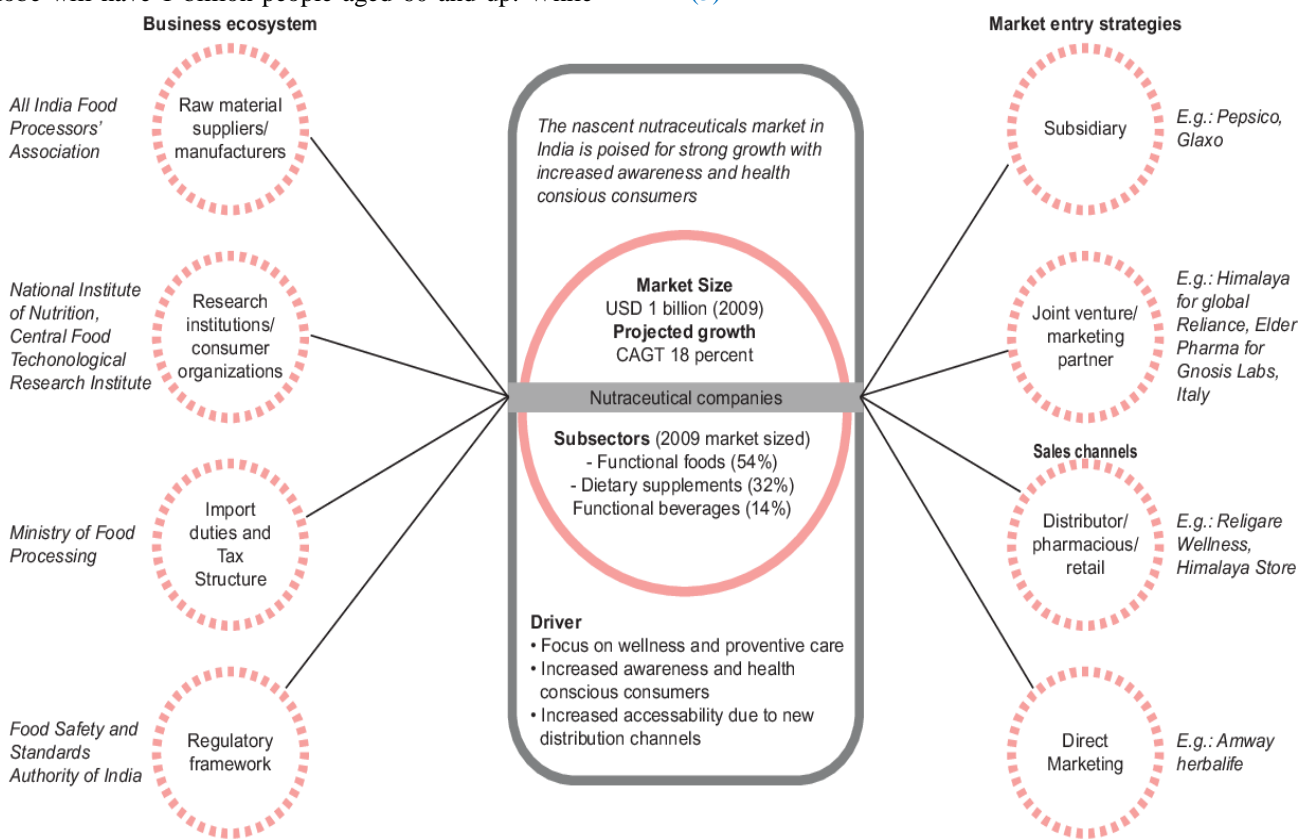 Business ecosystem
All India Food
Processors’
Association
Raw material
suppliers/
manufacturers
National Institute
of Nutrition,
Central Food
Techonological
Research Institute
Research
institutions/
consumer
organizations
Ministry of Food
Processing
Import
duties and
Tax
Structure
Food Safety and
Standards
Authority of India
Regulatory
framework
The nascent nutraceuticals market in
India is poised for strong growth with
increased awareness and health
consious consumers
Market Size
USD 1 billion (2009)
Projected growth
CAGT 18 percent
Nutraceutical companies
Subsectors (2009 market sized)
- Functional foods (54%)
- Dietary supplements (32%)
Functional beverages (14%)
Driver
• Focus on wellness and proventive care
• Increased awareness and health
conscious consumers
• Increased accessability due to new
distribution channels
Market entry strategies
Subsidiary
E.g.: Pepsico,
Glaxo
Joint venture/
marketing
partner
E.g.: Himalaya
for global
Reliance, Elder
Pharma for
Gnosis Labs,
Italy
Sales channels
Distributor/
pharmacious/
retail
E.g.: Religare
Wellness,
Himalaya Store
Direct
Marketing
E.g.: Amway
herbalife